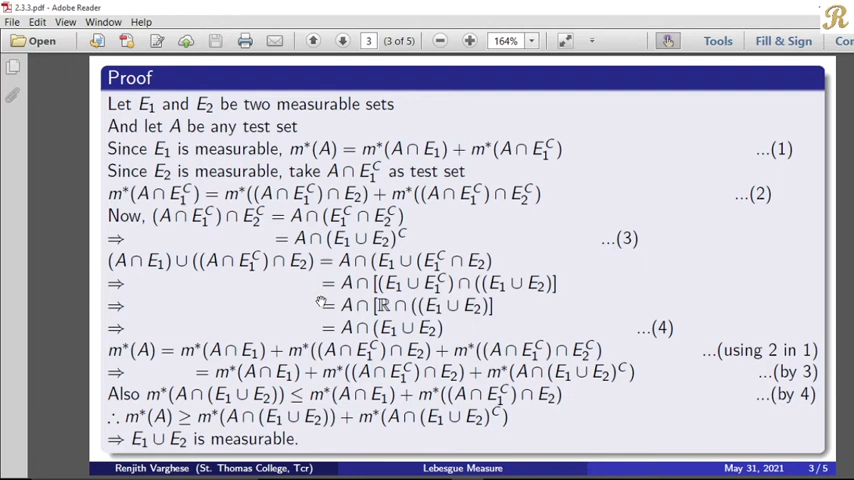 2.3.3.pdf - Adobe Reader
File Edit View Window Help
Open 3 (3 of 5) 164% Tools Fill & Sign Cor
R
Proof
Let E₁ and E₂ be two measurable sets
And let A be any test set
Since E₁ is measurable, m*(A) = m*(A ∩ E₁) + m*(A ∩ E₁ᶜ) ...(1)
Since E₂ is measurable, take A ∩ E₁ᶜ as test set
m*(A ∩ E₁ᶜ) = m*((A ∩ E₁ᶜ) ∩ E₂) + m*((A ∩ E₁ᶜ) ∩ E₂ᶜ) ...(2)
Now, (A ∩ E₁ᶜ) ∩ E₂ᶜ = A ∩ (E₁ᶜ ∩ E₂ᶜ)
⇒ = A ∩ (E₁ ∪ E₂)ᶜ ...(3)
(A ∩ E₁) ∪ ((A ∩ E₁ᶜ) ∩ E₂) = A ∩ (E₁ ∪ (E₁ᶜ ∩ E₂)
⇒ = A ∩ [(E₁ ∪ E₁ᶜ) ∩ ((E₁ ∪ E₂)]
⇒ = A ∩ [ℝ ∩ ((E₁ ∪ E₂)]
⇒ = A ∩ (E₁ ∪ E₂) ...(4)
m*(A) = m*(A ∩ E₁) + m*((A ∩ E₁ᶜ) ∩ E₂) + m*((A ∩ E₁ᶜ) ∩ E₂ᶜ) ...(using 2 in 1)
⇒ = m*(A ∩ E₁) + m*((A ∩ E₁ᶜ) ∩ E₂) + m*(A ∩ (E₁ ∪ E₂)ᶜ) ...(by 3)
Also m*(A ∩ (E₁ ∪ E₂)) ≤ m*(A ∩ E₁) + m*((A ∩ E₁ᶜ) ∩ E₂) ...(by 4)
∴ m*(A) ≥ m*(A ∩ (E₁ ∪ E₂)) + m*(A ∩ (E₁ ∪ E₂)ᶜ)
⇒ E₁ ∪ E₂ is measurable.
Renjith Varghese (St. Thomas College, Tcr) Lebesgue Measure May 31, 2021 3 / 5